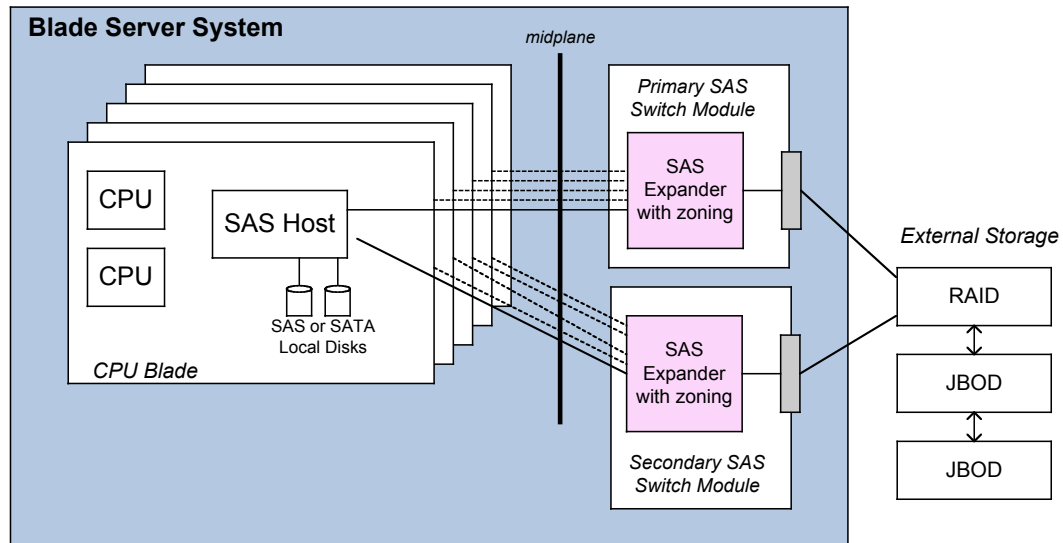 Blade Server System
midplane
Primary SAS
Switch Module
SAS
Expander
with zoning
CPU
CPU
SAS Host
SAS or SATA
Local Disks
CPU Blade
SAS
Expander
with zoning
Secondary SAS
Switch Module
External Storage
RAID
JBOD
JBOD